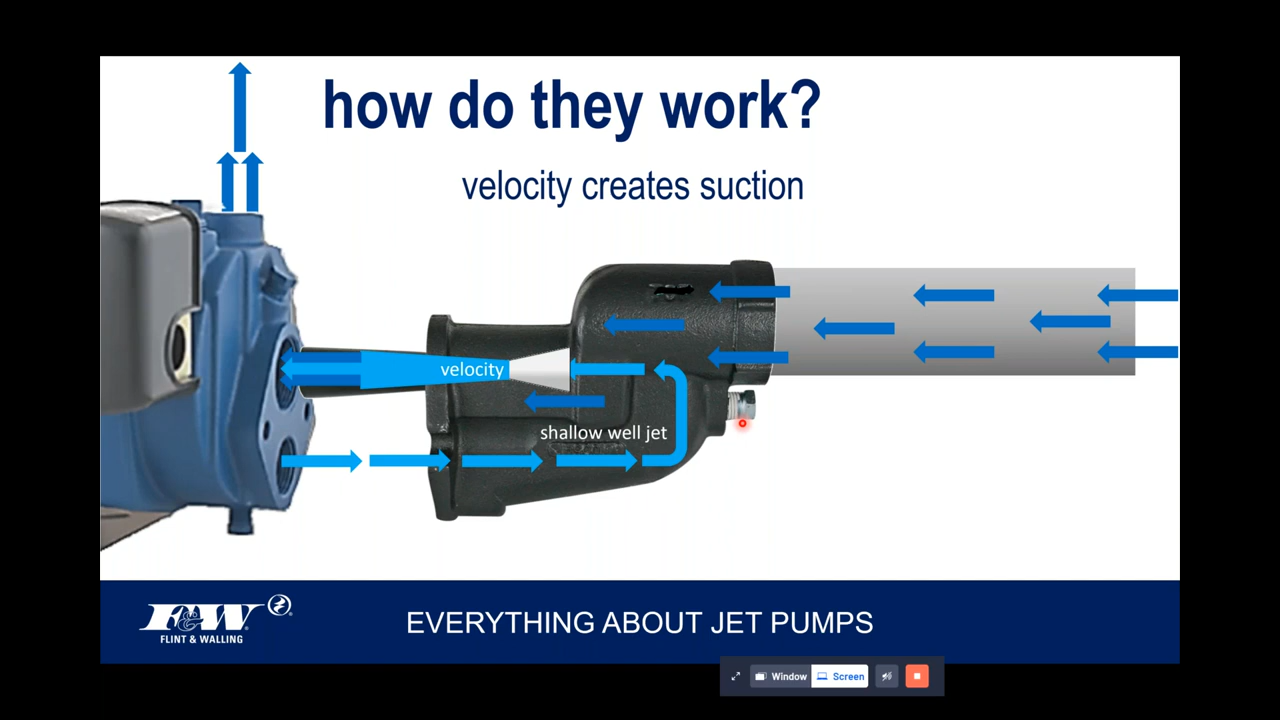 how do they work?
velocity creates suction
velocity
shallow well jet
F&W
FLINT & WALLING
EVERYTHING ABOUT JET PUMPS
Window
Screen